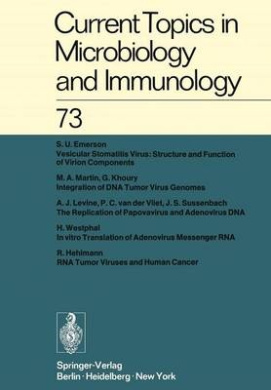 Current Topics in
Microbiology
and Immunology
73
S. U. Emerson
Vesicular Stomatitis Virus: Structure and Function
of Virion Components
M. A. Martin, G. Khoury
Integration of DNA Tumor Virus Genomes
A. J. Levine, P. C. van der Vliet, J. S. Sussenbach
The Replication of Papovavirus and Adenovirus DNA
H. Westphal
In vitro Translation of Adenovirus Messenger RNA
R. Hehlmann
RNA Tumor Viruses and Human Cancer
Springer-Verlag
Berlin · Heidelberg · New York